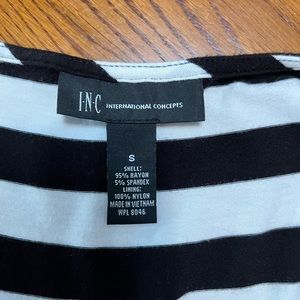 I·N·C INTERNATIONAL CONCEPTS
S
SHELL:
95% RAYON
5% SPANDEX
LINING:
100% NYLON
MADE IN VIETNAM
WPL 8046